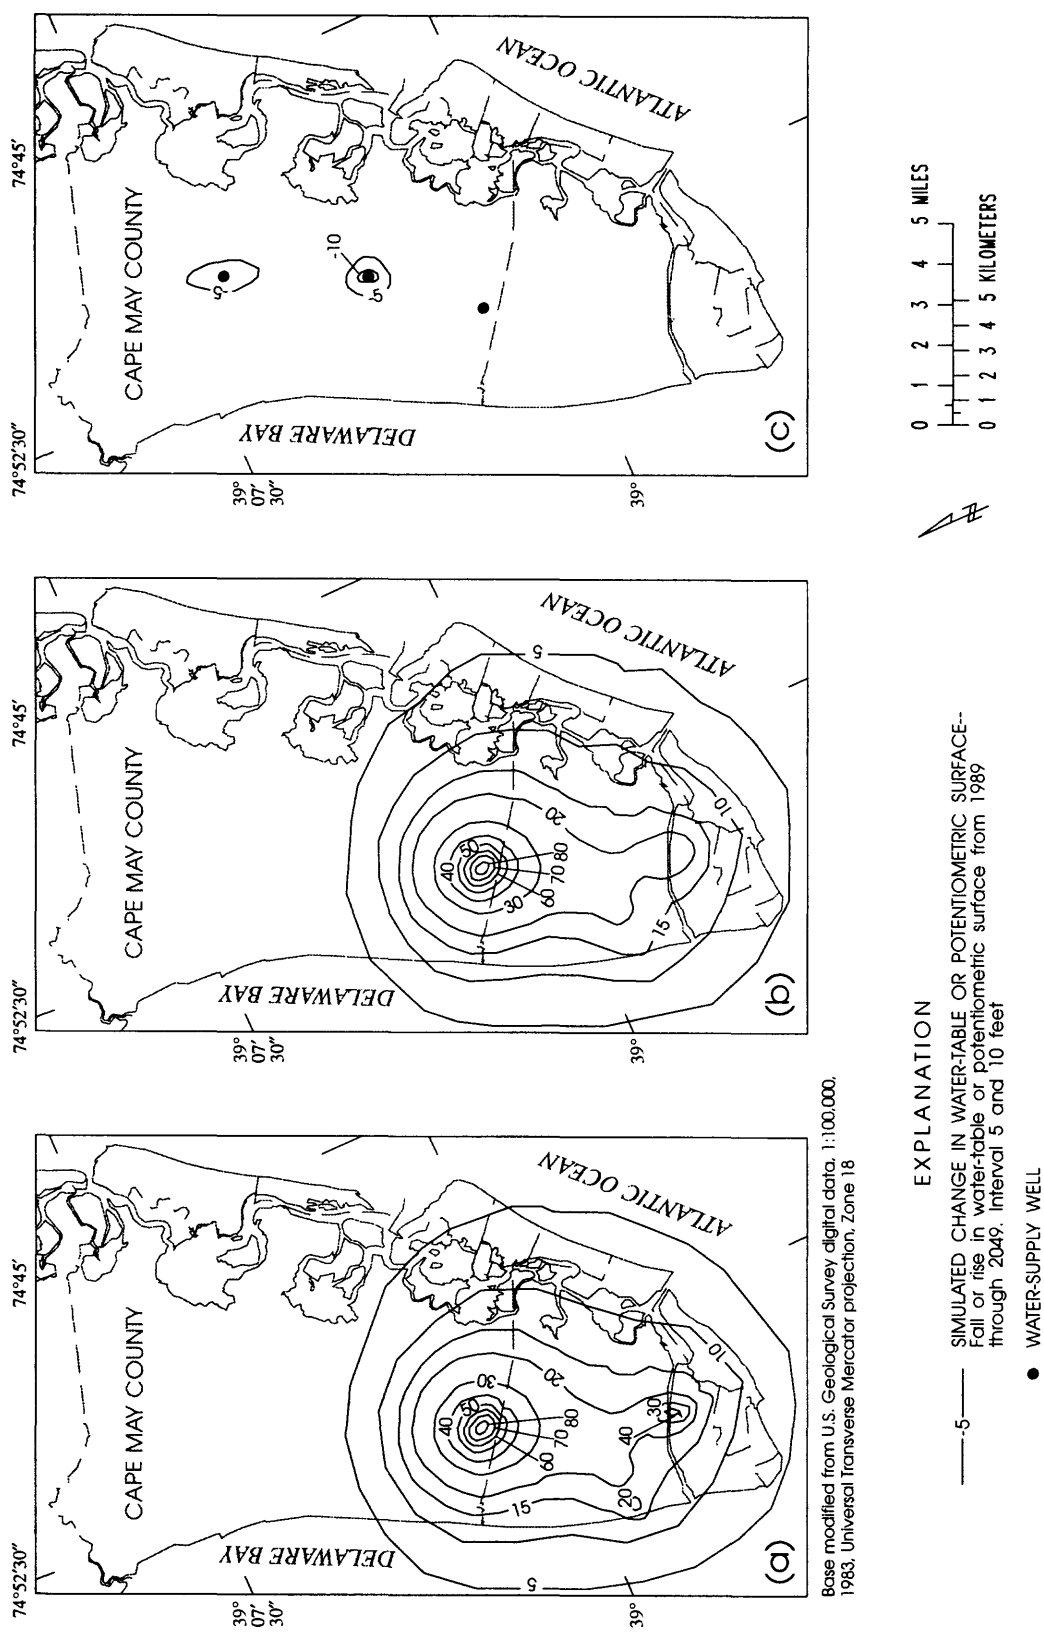 74°52'30"
74°45'
39°
07'
30"
39°
CAPE MAY COUNTY
DELAWARE BAY
ATLANTIC OCEAN
-5
-10
-5
(c)
74°52'30"
74°45'
39°
07'
30"
39°
CAPE MAY COUNTY
DELAWARE BAY
ATLANTIC OCEAN
5
10
15
20
30
40
50
60
70
80
(b)
74°52'30"
74°45'
39°
07'
30"
39°
CAPE MAY COUNTY
DELAWARE BAY
ATLANTIC OCEAN
5
10
15
20
20
30
40
50
60
70
80
40
30
(a)
Base modified from U.S. Geological Survey digital data, 1:100,000,
1983, Universal Transverse Mercator projection, Zone 18
0 1 2 3 4 5 MILES
0 1 2 3 4 5 KILOMETERS
N
EXPLANATION
-5
SIMULATED CHANGE IN WATER-TABLE OR POTENTIOMETRIC SURFACE--
Fall or rise in water-table or potentiometric surface from 1989
through 2049. Interval 5 and 10 feet
WATER-SUPPLY WELL